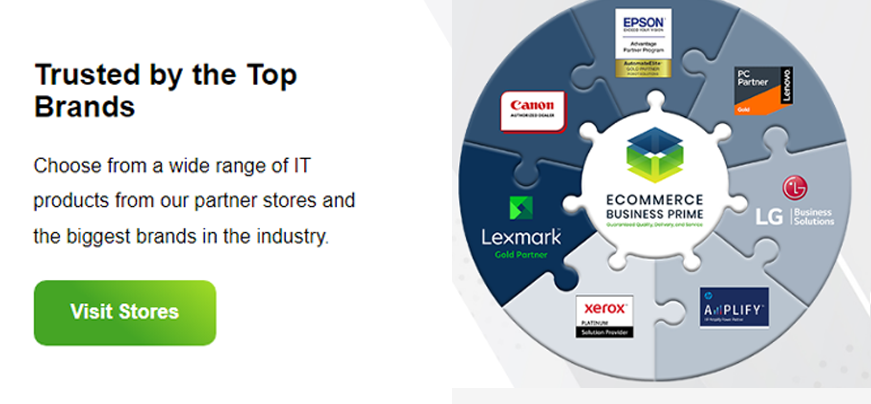 Trusted by the Top
Brands
Choose from a wide range of IT
products from our partner stores and
the biggest brands in the industry.
Visit Stores
EPSON
EXCEED YOUR VISION
Advantage
Partner Program
AutomateElite
GOLD PARTNER
Canon
AUTHORIZED DEALER
PC
Partner
Lenovo
Gold
ECOMMERCE
BUSINESS PRIME
Guaranteed Quality, Delivery, and Service
Lexmark
Gold Partner
LG Business
Solutions
xerox
PLATINUM
Solution Provider
hp
AMPLIFY